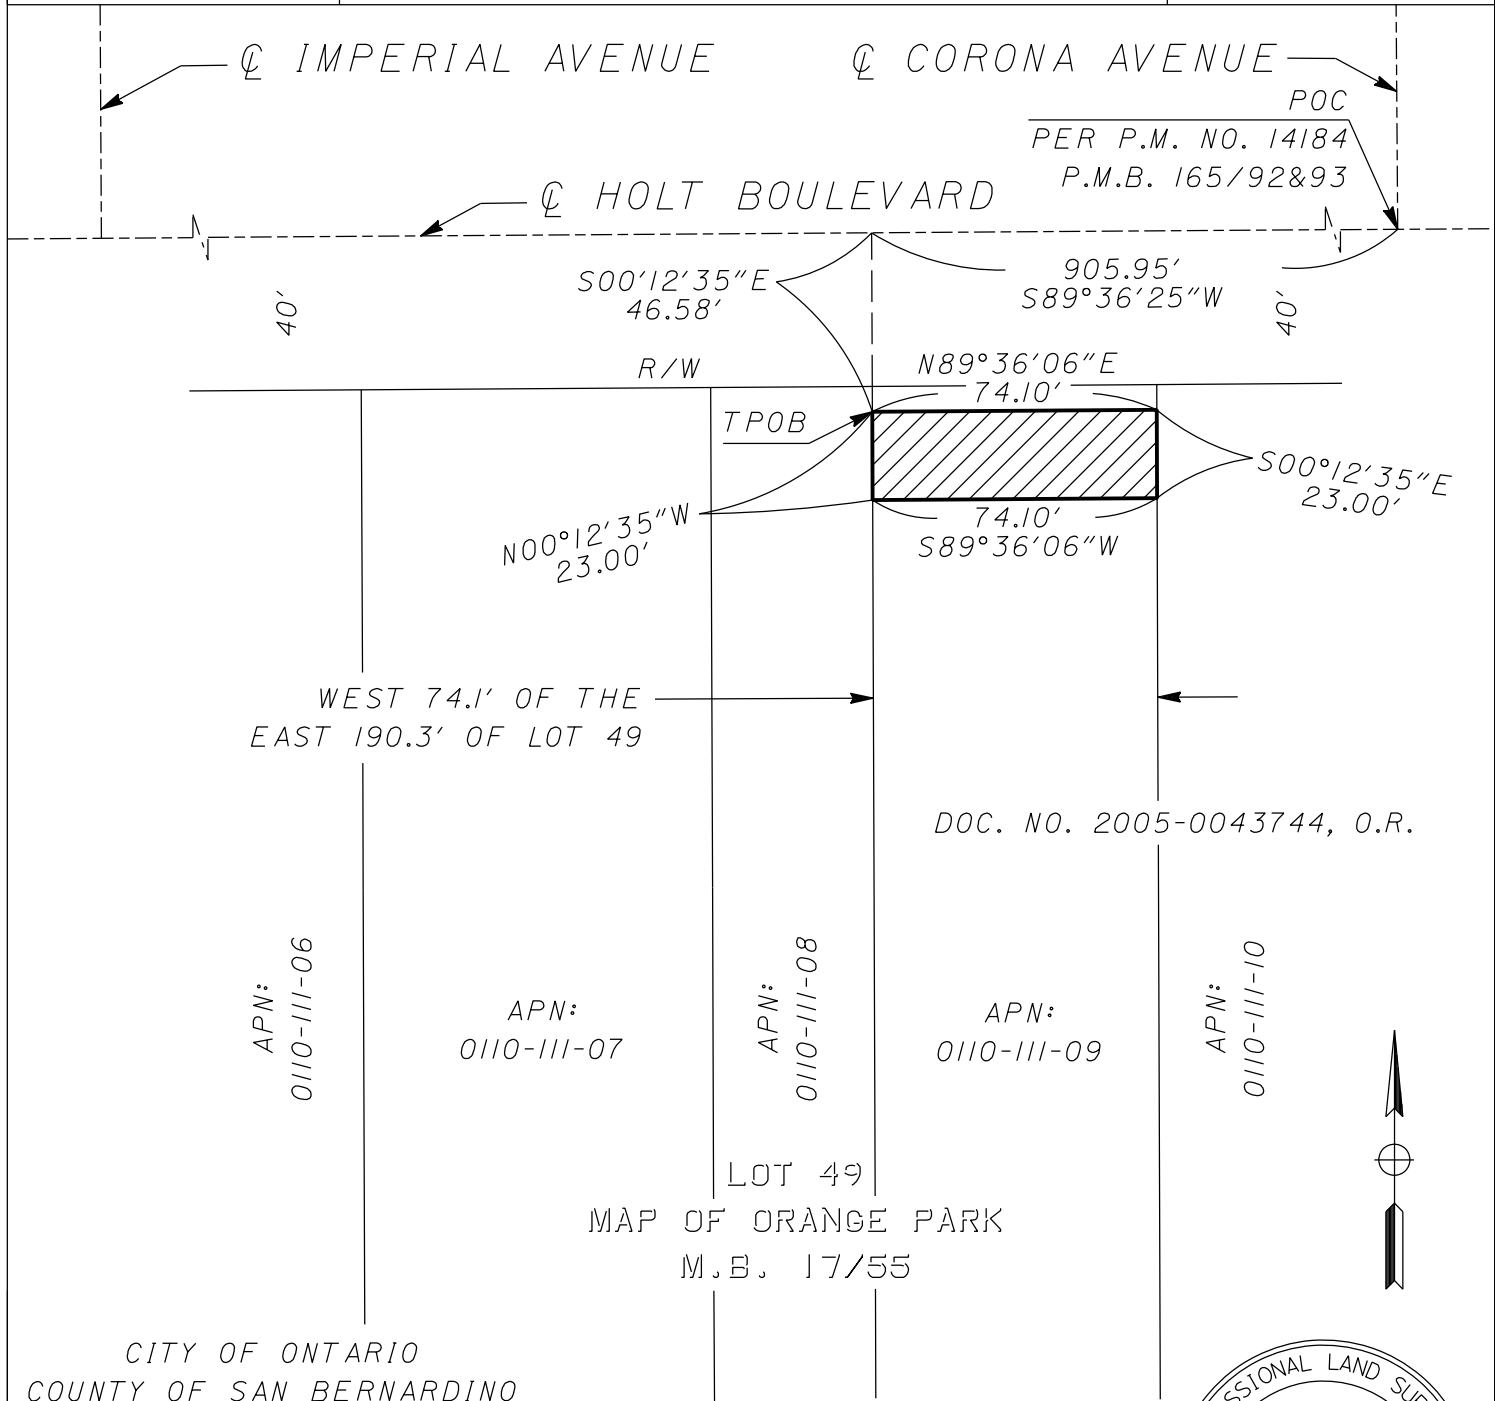 ℄ IMPERIAL AVENUE
℄ CORONA AVENUE
POC
PER P.M. NO. 14184
P.M.B. 165/92&93
℄ HOLT BOULEVARD
S00'12'35"E
46.58'
905.95'
S89°36'25"W
40'
40'
R/W
N89°36'06"E
74.10'
TPOB
S00°12'35"E
23.00'
N00°12'35"W
23.00'
74.10'
S89°36'06"W
WEST 74.1' OF THE
EAST 190.3' OF LOT 49
DOC. NO. 2005-0043744, O.R.
APN:
0110-111-06
APN:
0110-111-07
APN:
0110-111-08
APN:
0110-111-09
APN:
0110-111-10
LOT 49
MAP OF ORANGE PARK
M.B. 17/55
CITY OF ONTARIO
COUNTY OF SAN BERNARDINO
SSIONAL LAND SUR